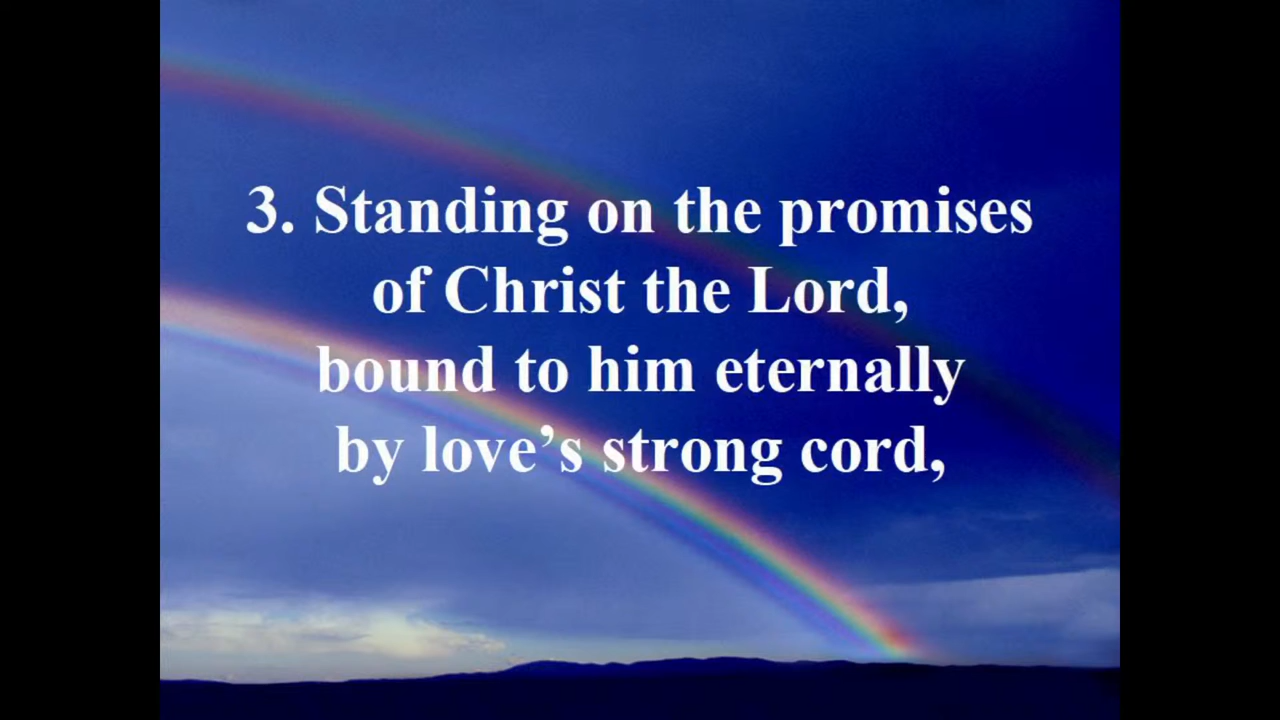 3. Standing on the promises
of Christ the Lord,
bound to him eternally
by love’s strong cord,